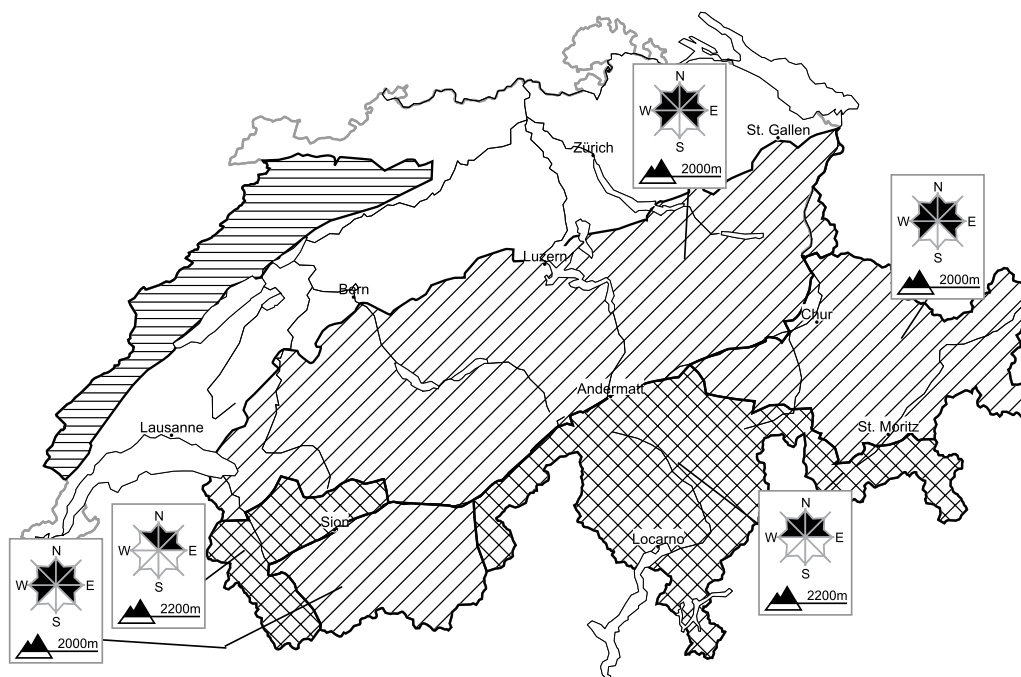 N
W E
S
2000m
St. Gallen
Zürich
N
W E
S
2000m
Luzern
Bern
Chur
Andermatt
Lausanne
St. Moritz
N
W E
S
2200m
Sion
N
W E
S
2200m
Locarno
N
W E
S
2000m